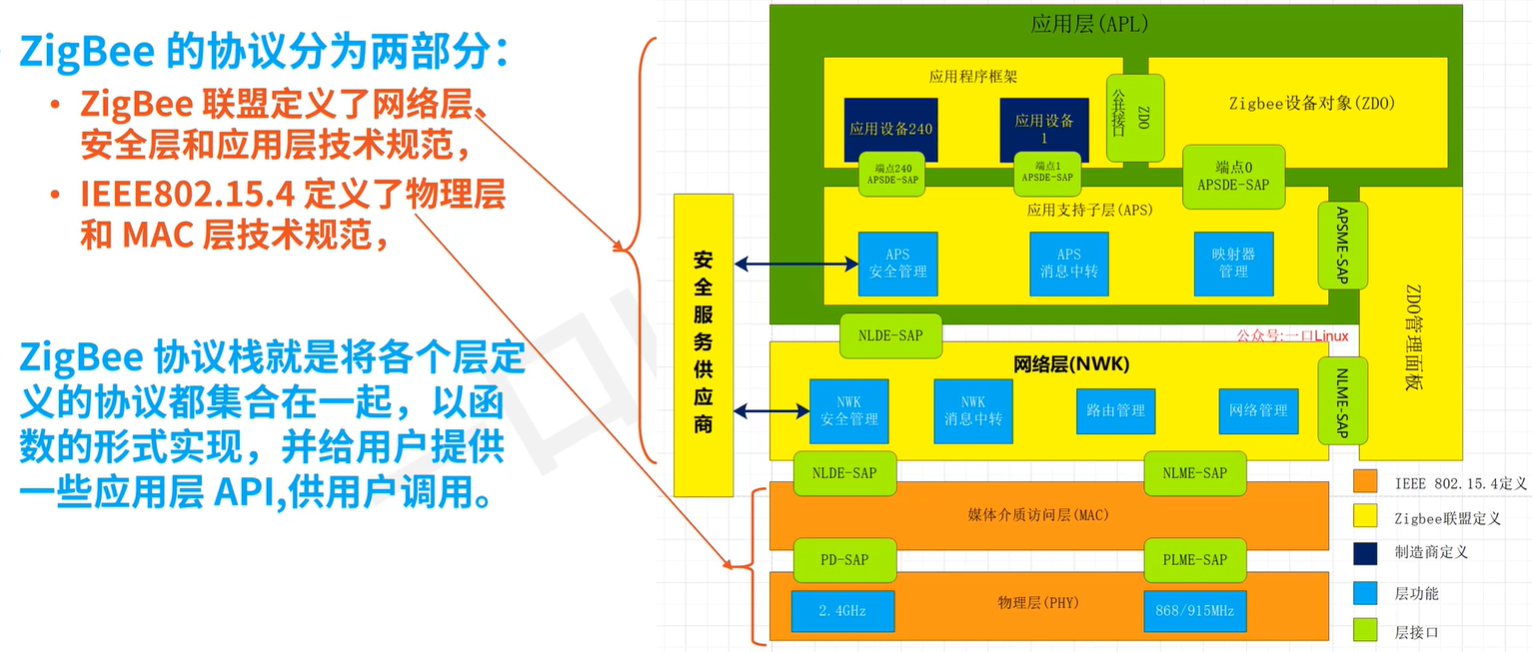 ZigBee 的协议分为两部分：
• ZigBee 联盟定义了网络层、
安全层和应用层技术规范，
• IEEE802.15.4 定义了物理层
和 MAC 层技术规范，
ZigBee 协议栈就是将各个层定
义的协议都集合在一起，以函
数的形式实现，并给用户提供
一些应用层 API,供用户调用。
应用层(APL)
应用程序框架
应用设备240
应用设备
1
公共接口
ZDO
Zigbee设备对象(ZDO)
端点240
APSDE-SAP
端点1
APSDE-SAP
端点0
APSDE-SAP
应用支持子层(APS)
APS
安全管理
APS
消息中转
映射器
管理
APSME-SAP
安全服务供应商
ZDO管理面板
NLDE-SAP
公众号:一口Linux
网络层(NWK)
NWK
安全管理
NWK
消息中转
路由管理
网络管理
NLME-SAP
NLDE-SAP
NLME-SAP
媒体介质访问层(MAC)
PD-SAP
PLME-SAP
物理层(PHY)
2.4GHz
868/915MHz
IEEE 802.15.4定义
Zigbee联盟定义
制造商定义
层功能
层接口